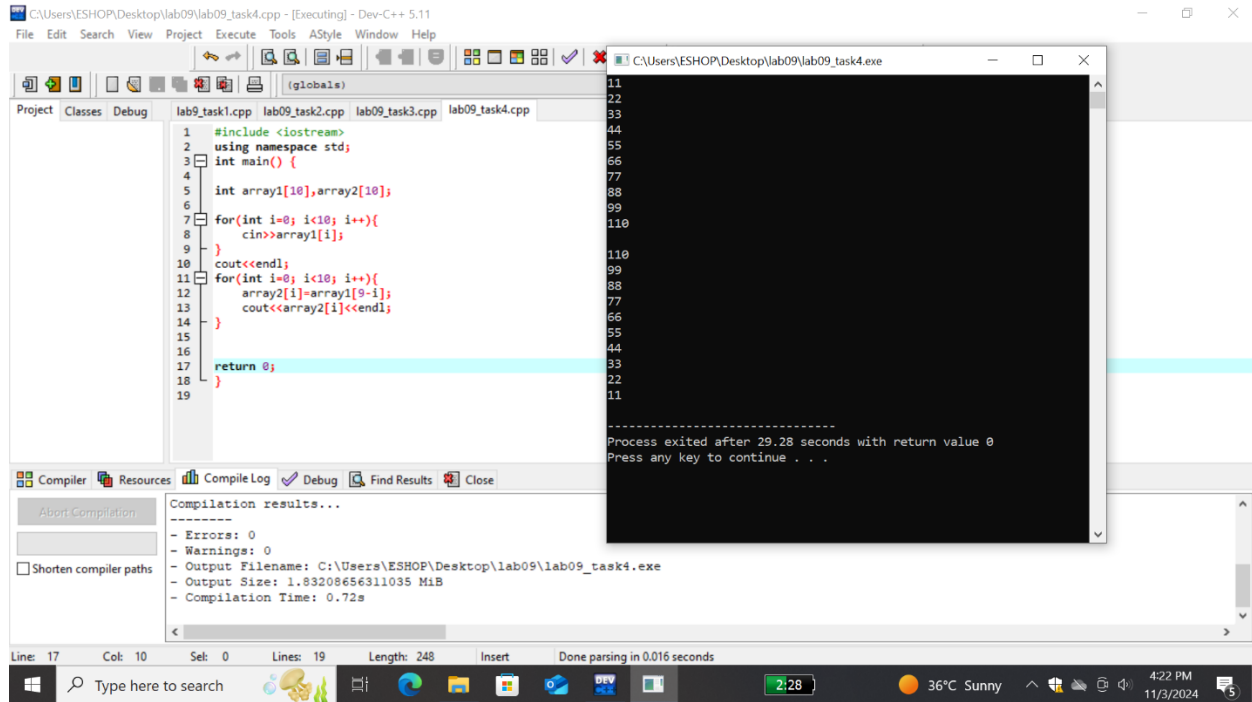 C:\Users\ESHOP\Desktop\lab09\lab09_task4.cpp - [Executing] - Dev-C++ 5.11
File Edit Search View Project Execute Tools AStyle Window Help
(globals)
Project Classes Debug
lab9_task1.cpp lab09_task2.cpp lab09_task3.cpp lab09_task4.cpp
1 #include <iostream>
2 using namespace std;
3 int main() {
4
5 int array1[10],array2[10];
6
7 for(int i=0; i<10; i++){
8 cin>>array1[i];
9 }
10 cout<<endl;
11 for(int i=0; i<10; i++){
12 array2[i]=array1[9-i];
13 cout<<array2[i]<<endl;
14 }
15
16
17 return 0;
18 }
19
C:\Users\ESHOP\Desktop\lab09\lab09_task4.exe
11
22
33
44
55
66
77
88
99
110
110
99
88
77
66
55
44
33
22
11
--------------------------------
Process exited after 29.28 seconds with return value 0
Press any key to continue . . .
Compiler Resources Compile Log Debug Find Results Close
Abort Compilation
Shorten compiler paths
Compilation results...
--------
- Errors: 0
- Warnings: 0
- Output Filename: C:\Users\ESHOP\Desktop\lab09\lab09_task4.exe
- Output Size: 1.83208656311035 MiB
- Compilation Time: 0.72s
Line: 17 Col: 10 Sel: 0 Lines: 19 Length: 248 Insert Done parsing in 0.016 seconds
Type here to search
DEV
2:28
36°C Sunny
4:22 PM
11/3/2024
5